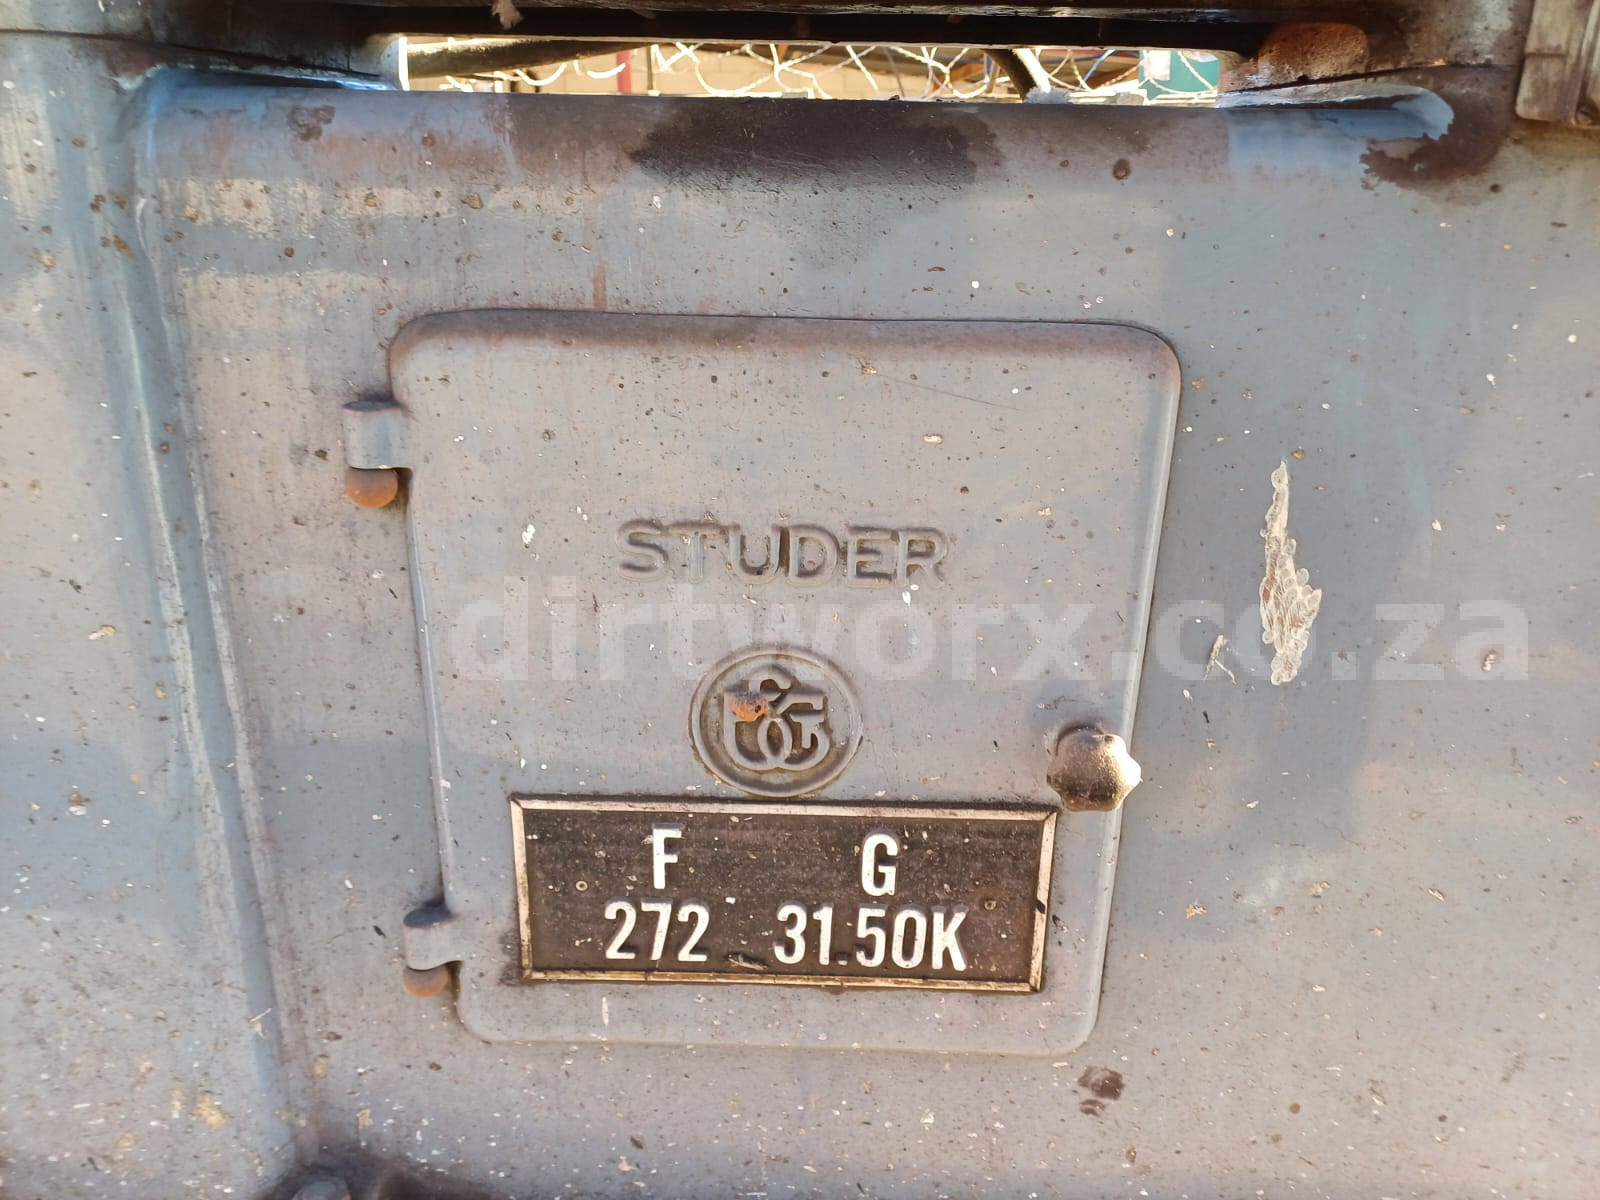 STUDER
dirtworx.co.za
F G
272 31.50K